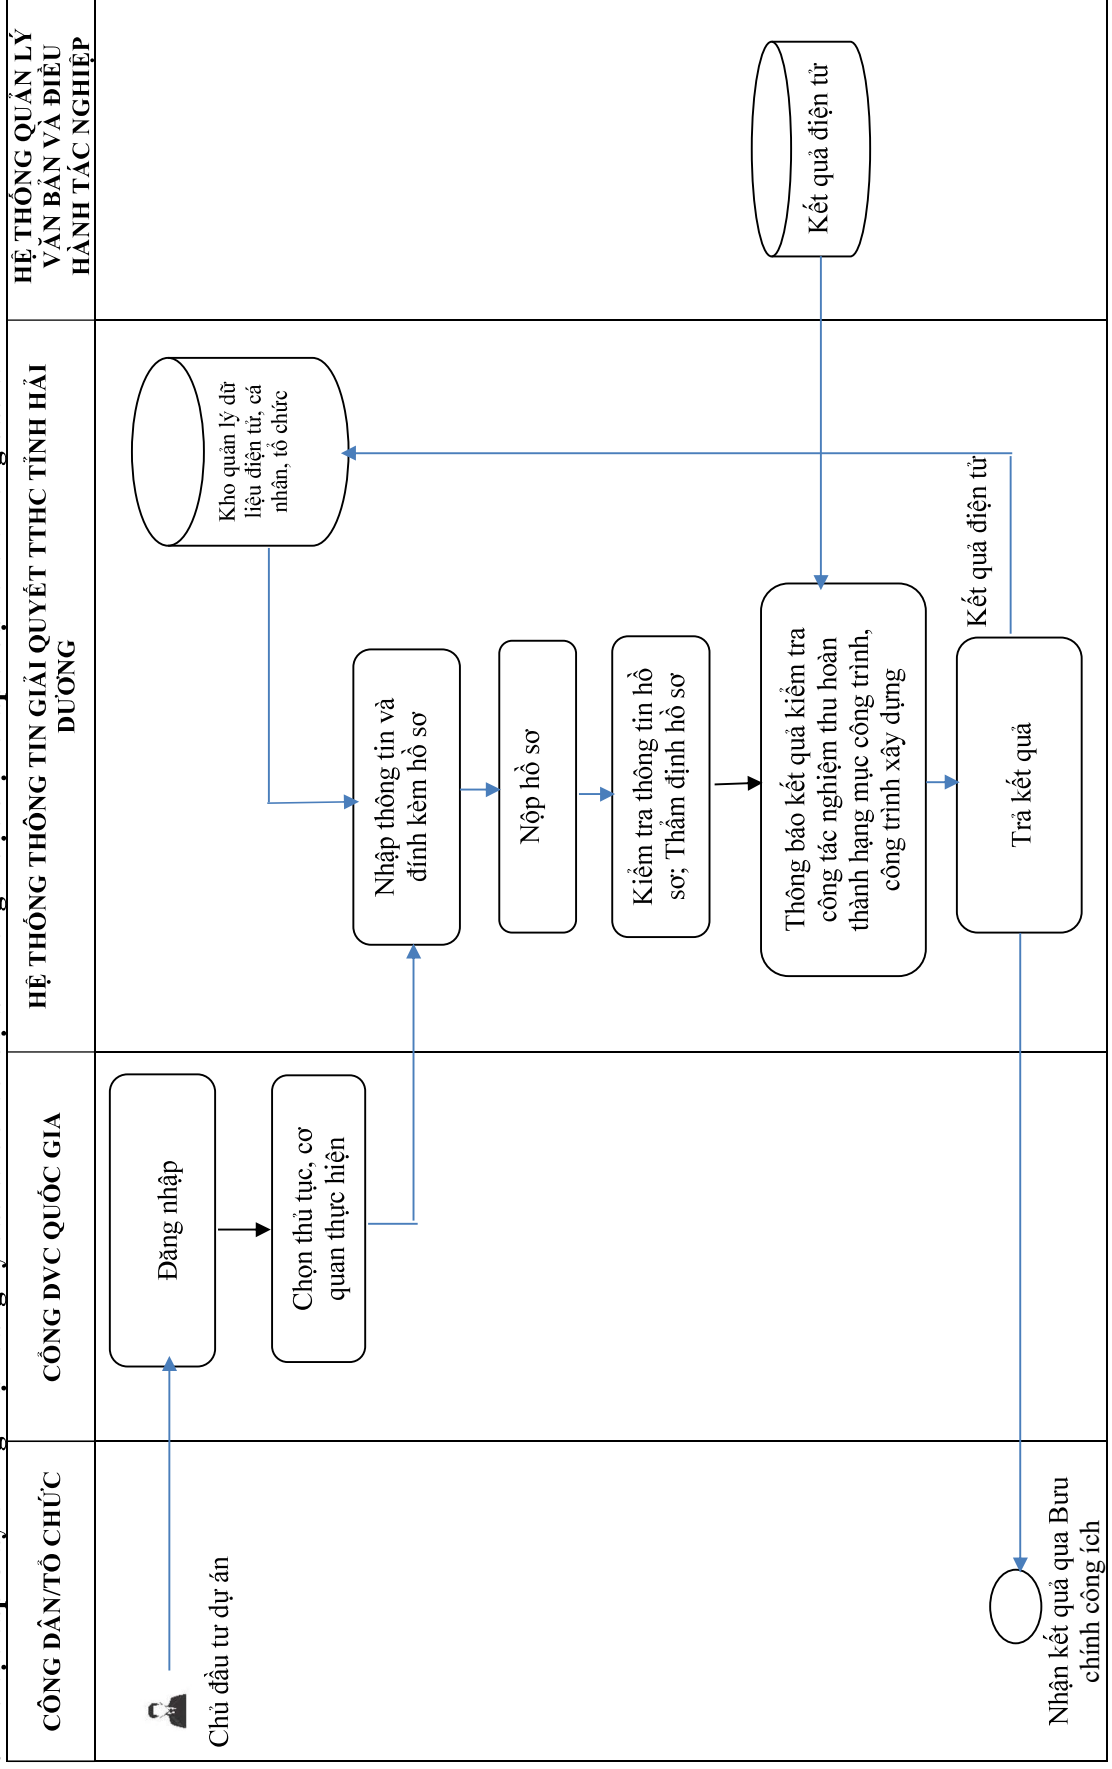 CÔNG DÂN/TỔ CHỨC
CỔNG DVC QUỐC GIA
HỆ THỐNG THÔNG TIN GIẢI QUYẾT TTHC TỈNH HẢI
DƯƠNG
HỆ THỐNG QUẢN LÝ
VĂN BẢN VÀ ĐIỀU
HÀNH TÁC NGHIỆP
Chủ đầu tư dự án
Đăng nhập
Chọn thủ tục, cơ
quan thực hiện
Kho quản lý dữ
liệu điện tử, cá
nhân, tổ chức
Nhập thông tin và
đính kèm hồ sơ
Nộp hồ sơ
Kiểm tra thông tin hồ
sơ; Thẩm định hồ sơ
Thông báo kết quả kiểm tra
công tác nghiệm thu hoàn
thành hạng mục công trình,
công trình xây dựng
Kết quả điện tử
Kết quả điện tử
Trả kết quả
Nhận kết quả qua Bưu
chính công ích